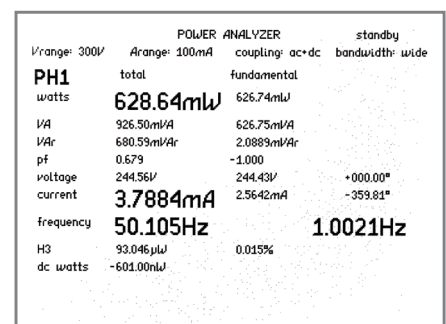 POWER ANALYZER standby
Vrange: 300V Arange: 100mA coupling: ac+dc bandwidth: wide
PH1 total fundamental
watts 628.64mW 626.74mW
VA 926.50mVA 626.75mVA
VAr 680.59mVAr 2.0889mVAr
pf 0.679 -1.000
voltage 244.56V 244.43V +000.00°
current 3.7884mA 2.5642mA -359.81°
frequency 50.105Hz 1.0021Hz
H3 93.046µW 0.015%
dc watts -601.00nW